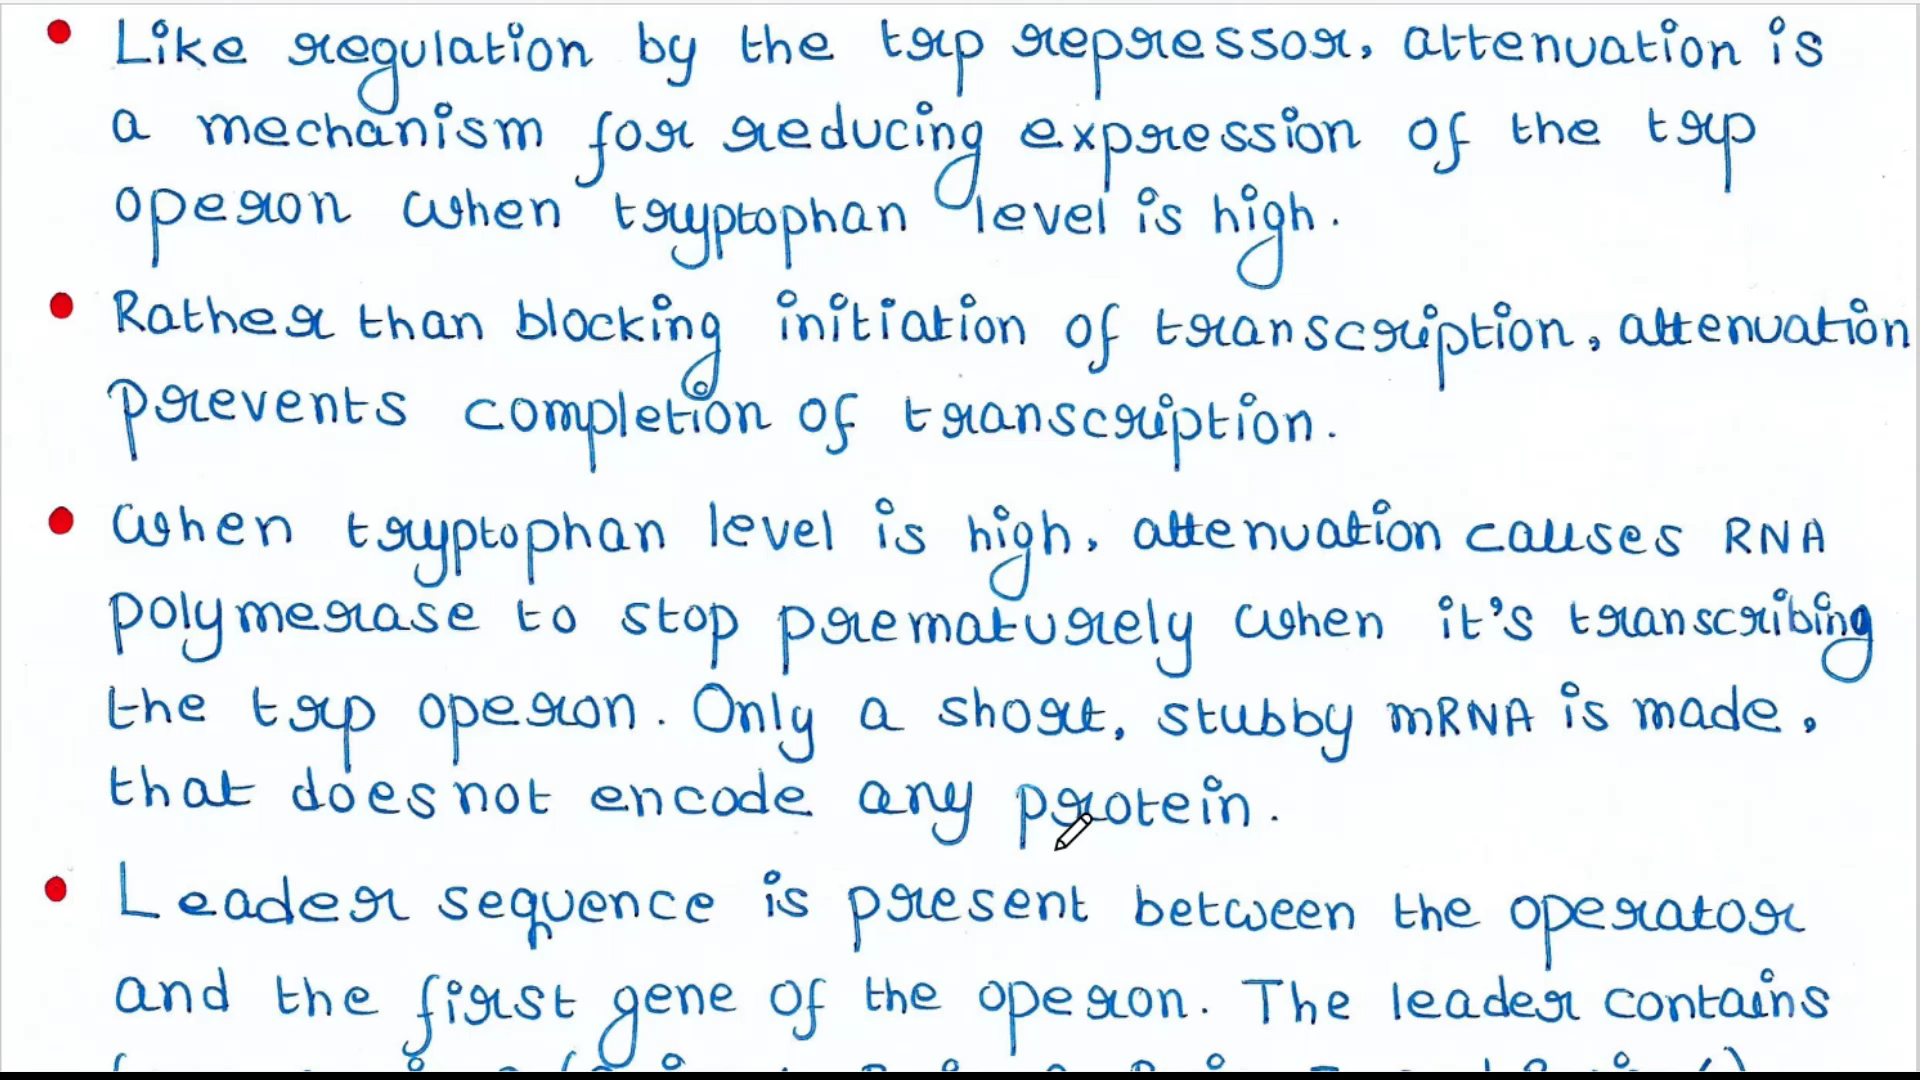 Like regulation by the trp repressor, attenuation is
a mechanism for reducing expression of the trp
operon when tryptophan level is high.
Rather than blocking initiation of transcription, attenuation
prevents completion of transcription.
When tryptophan level is high, attenuation causes RNA
polymerase to stop prematurely when it's transcribing
the trp operon. Only a short, stubby mRNA is made,
that does not encode any protein.
Leader sequence is present between the operator
and the first gene of the operon. The leader contains